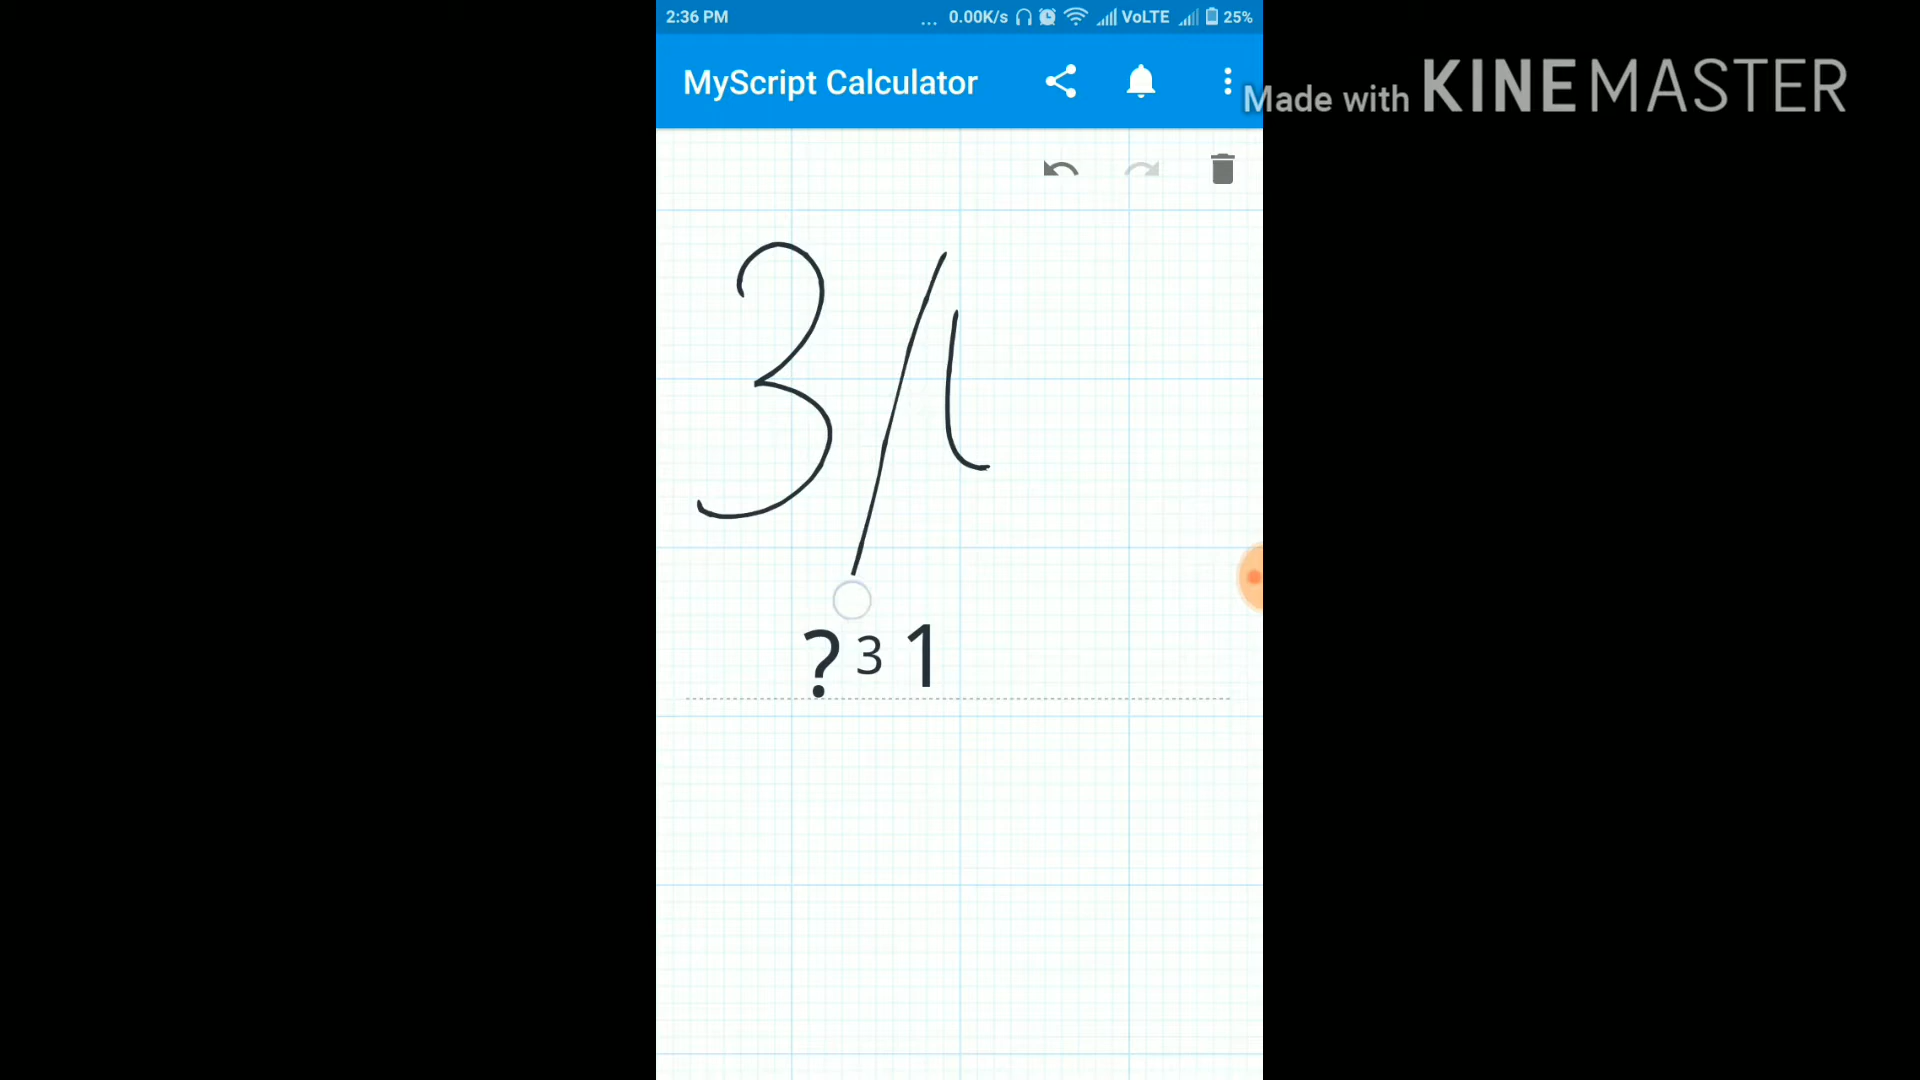 2:36 PM ... 0.00K/s VoLTE 25%
MyScript Calculator
Made with KINEMASTER
3/1
? 3 1